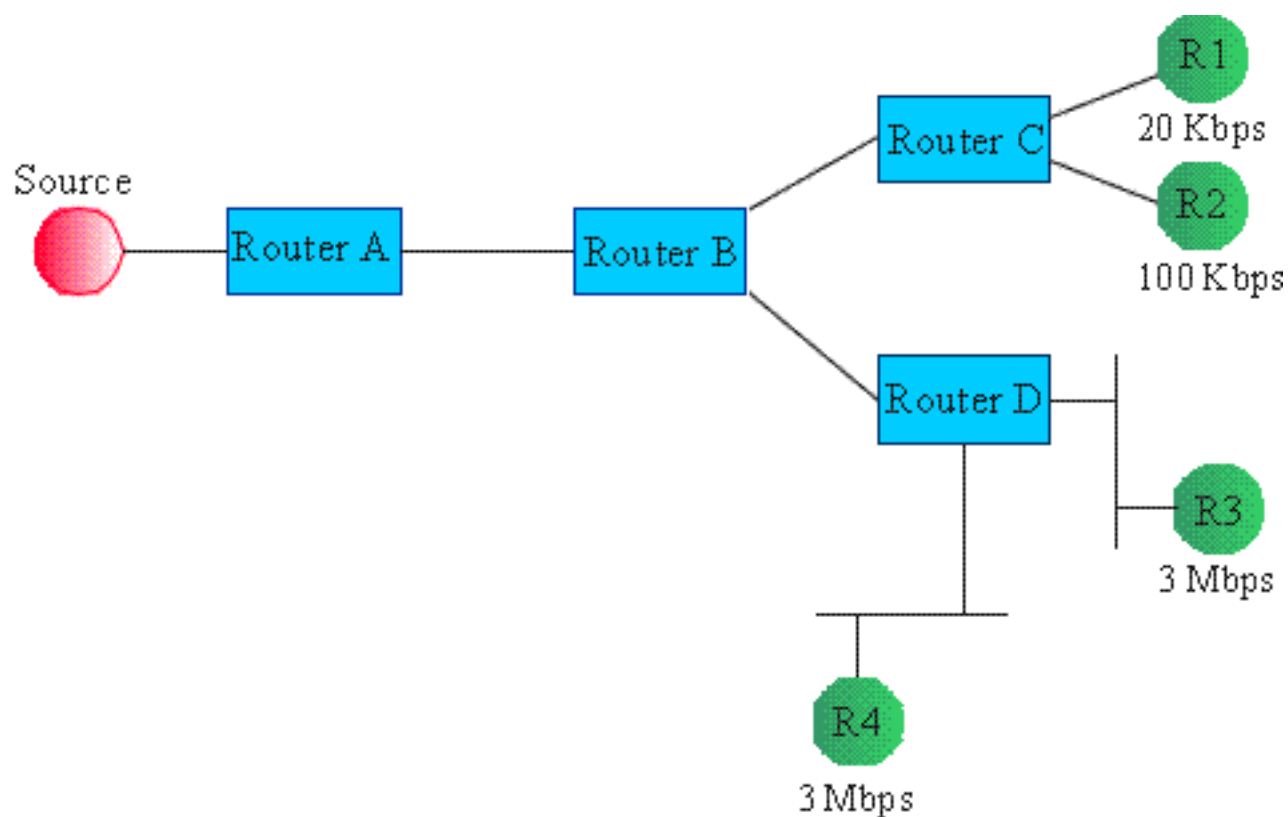 Source
Router A
Router B
Router C
R1
20 Kbps
R2
100 Kbps
Router D
R3
3 Mbps
R4
3 Mbps